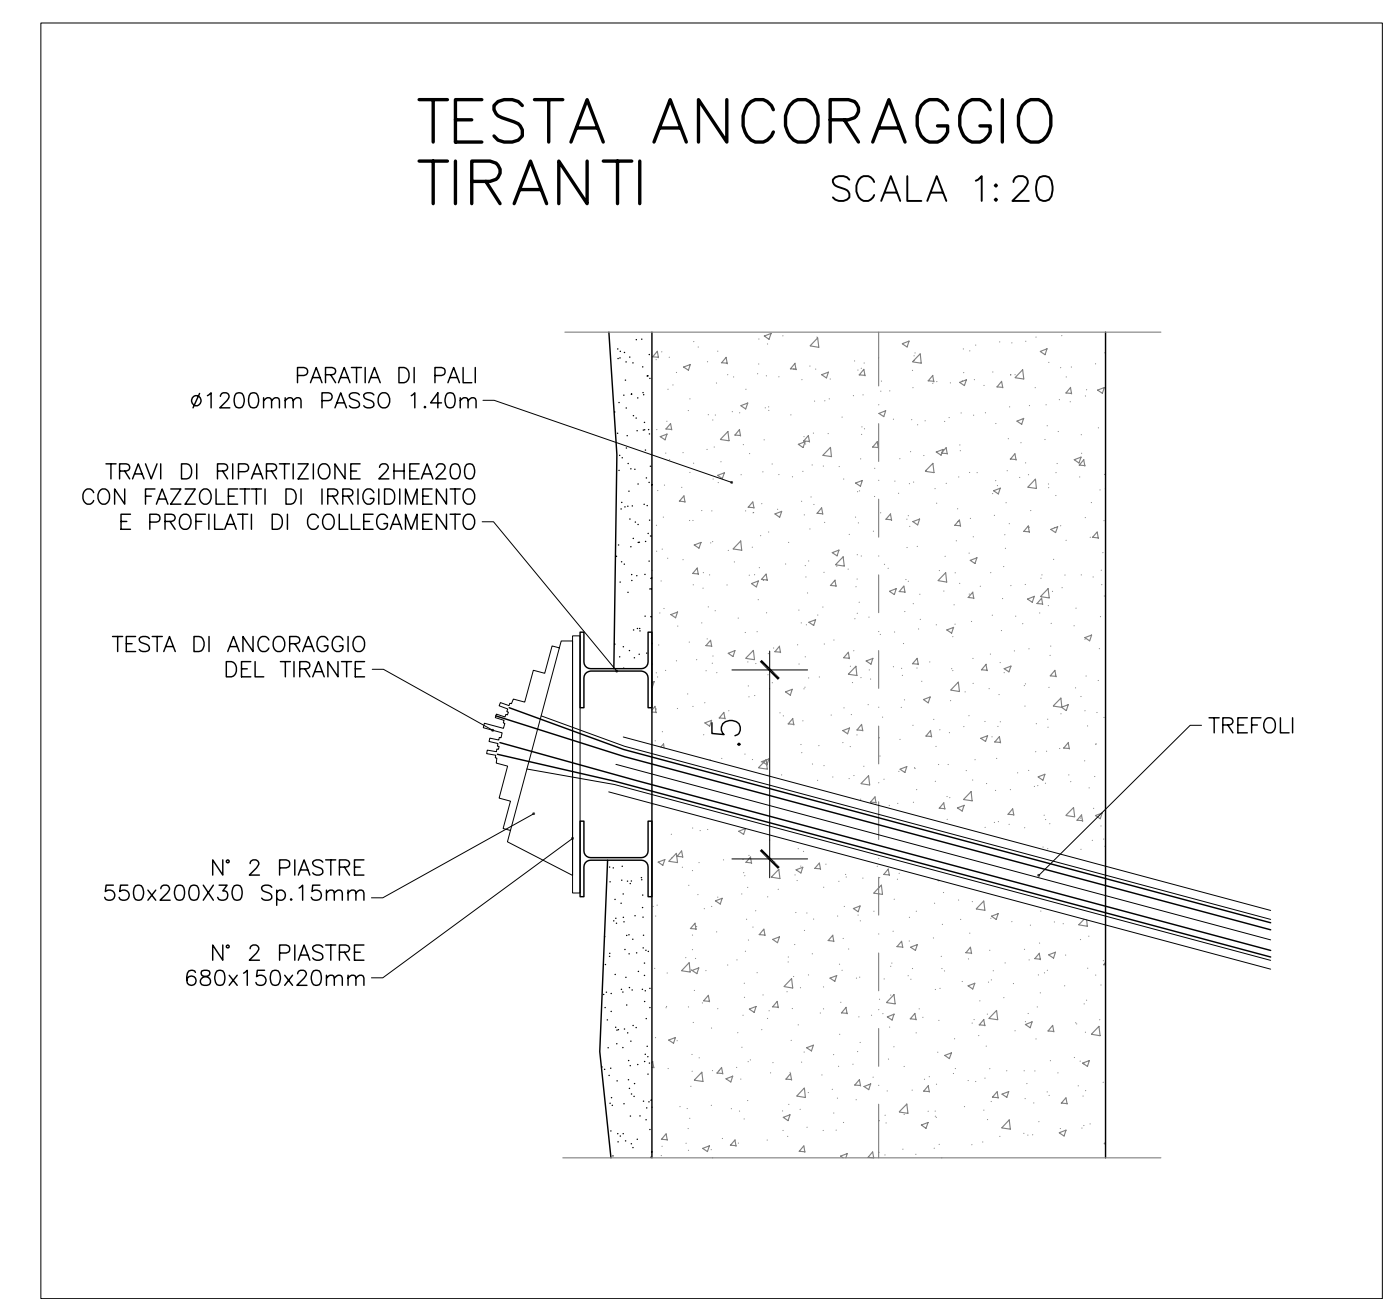 TESTA ANCORAGGIO
TIRANTI SCALA 1:20
PARATIA DI PALI
ø1200mm PASSO 1.40m
TRAVI DI RIPARTIZIONE 2HEA200
CON FAZZOLETTI DI IRRIGIDIMENTO
E PROFILATI DI COLLEGAMENTO
TESTA DI ANCORAGGIO
DEL TIRANTE
.5
TREFOLI
N° 2 PIASTRE
550x200X30 Sp.15mm
N° 2 PIASTRE
680x150x20mm